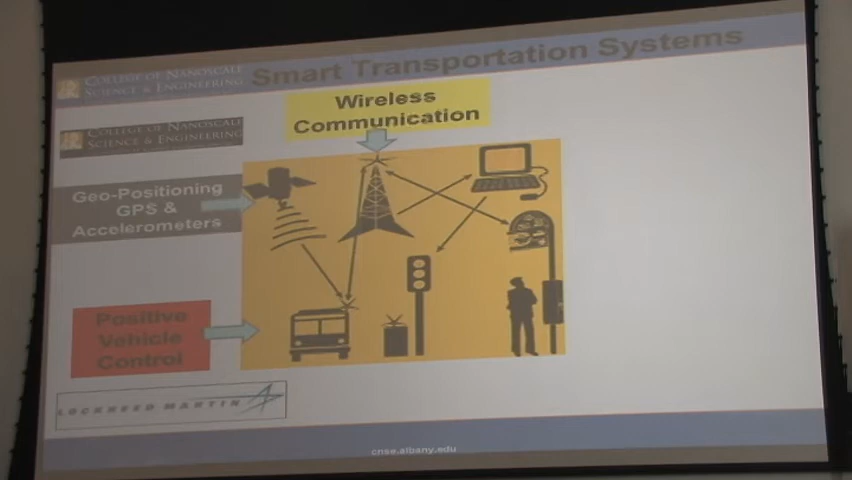 COLLEGE OF NANOSCALE
SCIENCE & ENGINEERING
Smart Transportation Systems
Wireless
Communication
COLLEGE OF NANOSCALE
SCIENCE & ENGINEERING
Geo-Positioning
GPS &
Accelerometers
Positive
Vehicle
Control
LOCKHEED MARTIN
cnse.albany.edu